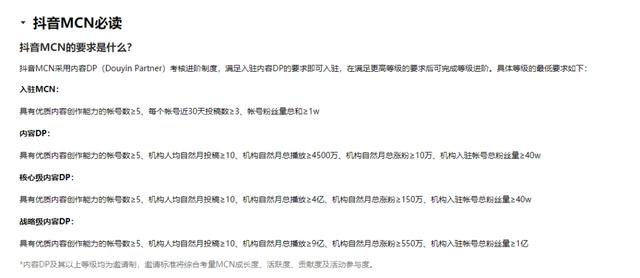 抖音MCN必读
抖音MCN的要求是什么?
抖音MCN采用内容DP（Douyin Partner）考核进阶制度，满足入驻内容DP的要求即可入驻，在满足更高等级的要求后可完成等级进阶。具体等级的最低要求如下：
入驻MCN：
具有优质内容创作能力的帐号数≥5、每个帐号近30天投稿数≥3、帐号粉丝量总和≥1w
内容DP：
具有优质内容创作能力的帐号数≥5、机构人均自然月投稿≥10、机构自然月总播放≥4500万、机构自然月总涨粉≥10万、机构入驻帐号总粉丝量≥40w
核心级内容DP：
具有优质内容创作能力的帐号数≥5、机构人均自然月投稿≥10、机构自然月总播放≥4亿、机构自然月总涨粉≥150万、机构入驻帐号总粉丝量≥40w
战略级内容DP：
具有优质内容创作能力的帐号数≥5、机构人均自然月投稿≥10、机构自然月总播放≥9亿、机构自然月总涨粉≥550万、机构入驻帐号总粉丝量≥1亿
*内容DP及其以上等级均为邀请制，邀请标准将综合考量MCN成长度、活跃度、贡献度及活动参与度。